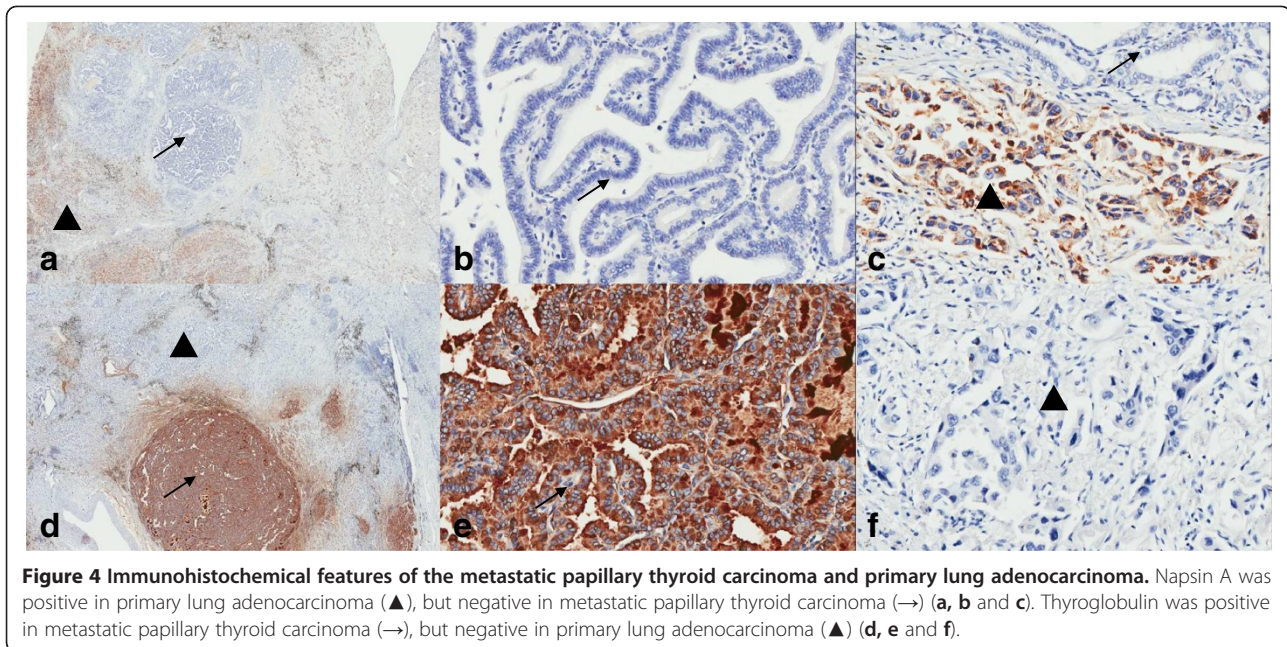 a
b
c
d
e
f
Figure 4 Immunohistochemical features of the metastatic papillary thyroid carcinoma and primary lung adenocarcinoma. Napsin A was
positive in primary lung adenocarcinoma (▲), but negative in metastatic papillary thyroid carcinoma (→) (a, b and c). Thyroglobulin was positive
in metastatic papillary thyroid carcinoma (→), but negative in primary lung adenocarcinoma (▲) (d, e and f).